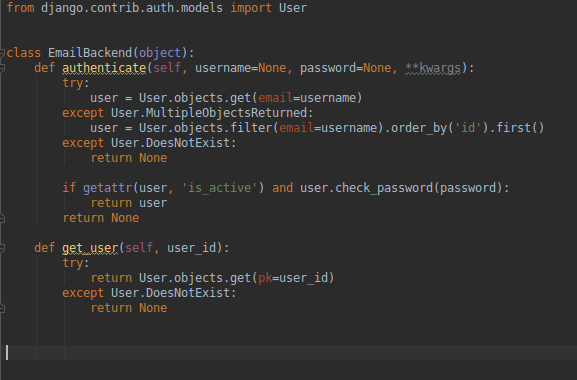 from django.contrib.auth.models import User
class EmailBackend(object):
    def authenticate(self, username=None, password=None, **kwargs):
        try:
            user = User.objects.get(email=username)
        except User.MultipleObjectsReturned:
            user = User.objects.filter(email=username).order_by('id').first()
        except User.DoesNotExist:
            return None
        if getattr(user, 'is_active') and user.check_password(password):
            return user
        return None
    def get_user(self, user_id):
        try:
            return User.objects.get(pk=user_id)
        except User.DoesNotExist:
            return None